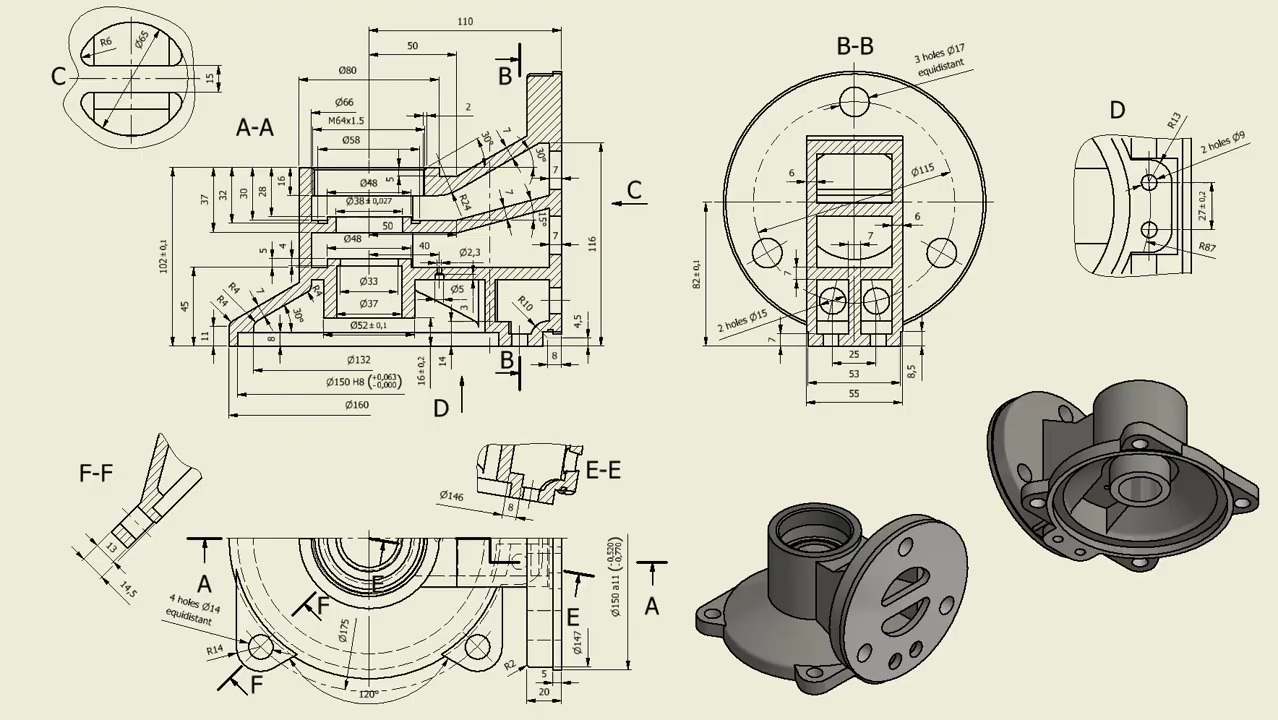 C
R6
Ø65
15
A-A
110
50
B
Ø80
Ø66
2
M64x1.5
Ø58
30°
7
30°
16
5
Ø48
28
30
32
37
Ø38±0,027
R24
7
7
50
15°
C
Ø48
40
7
5
4
Ø2,3
116
102±0,1
Ø33
Ø5
Ø37
3
R4
R4
R4
7
30°
R10
45
11
8
Ø52±0,1
4,5
Ø132
16±0,2
14
B
8
Ø150 H8 (+0,063 -0,000)
D
Ø160
B-B
3 holes Ø17
equidistant
6
Ø115
6
7
7
82±0,1
2 holes Ø15
7
25
8,5
53
55
D
R13
2 holes Ø9
27±0,2
R87
F-F
13
14,5
E-E
Ø146
8
A
E
F
4 holes Ø14
equidistant
Ø175
R14
F
120°
E
Ø150 a11 (-0,520 -0,770)
A
Ø147
R2
5
20